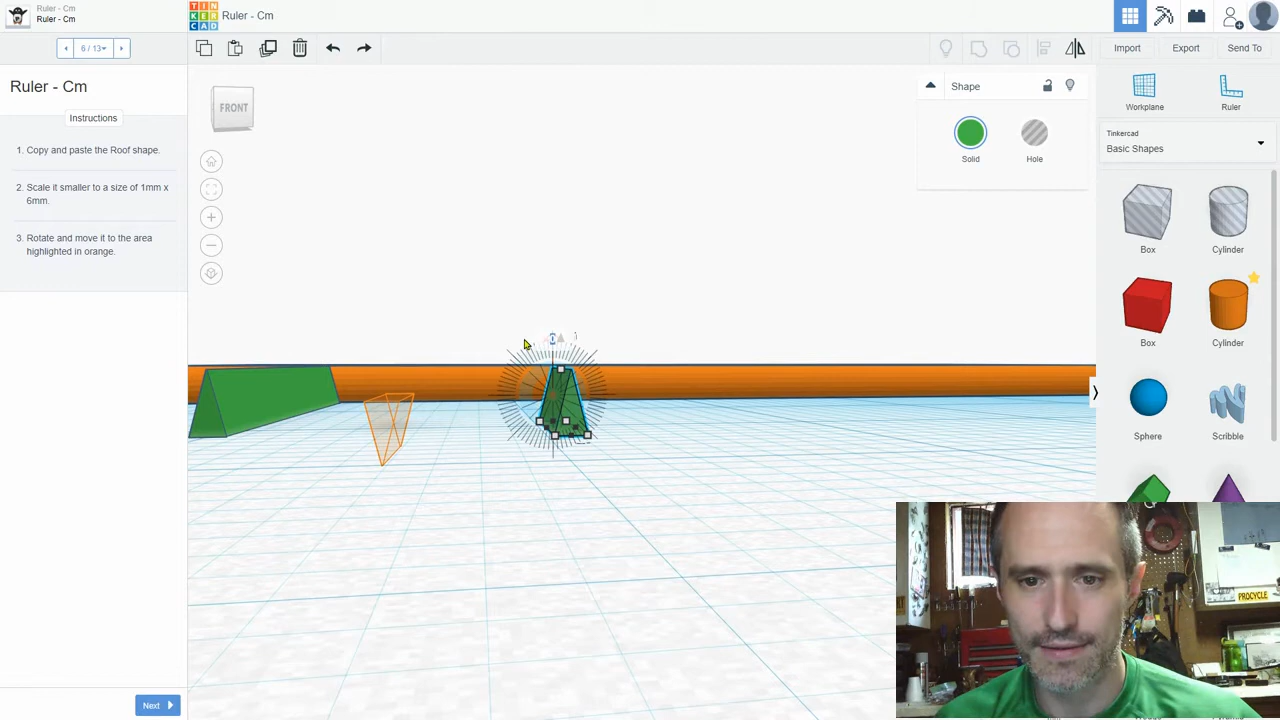 Ruler - Cm
Ruler - Cm
TIN
KER
CAD
Ruler - Cm
6 / 13
Import
Export
Send To
Ruler - Cm
Instructions
1. Copy and paste the Roof shape.
2. Scale it smaller to a size of 1mm x
6mm.
3. Rotate and move it to the area
highlighted in orange.
FRONT
Shape
Solid
Hole
Workplane
Ruler
Tinkercad
Basic Shapes
Box
Cylinder
Box
Cylinder
Sphere
Scribble
PROCYCLE
Next